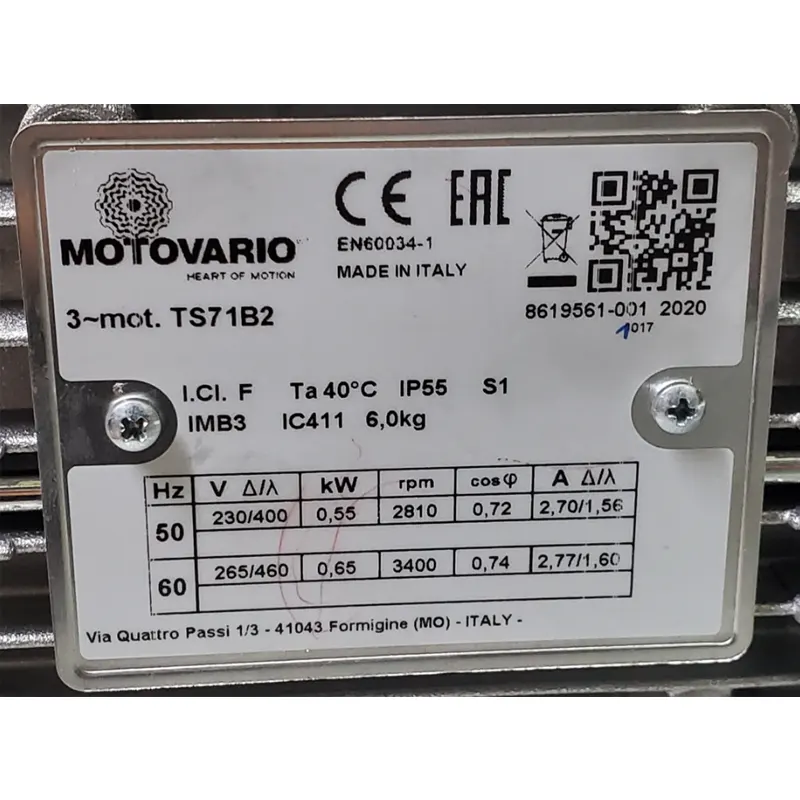 MOTOVARIO
HEART OF MOTION
CE EAC
EN60034-1
MADE IN ITALY
8619561-001 2020
1017
3~mot. TS71B2
I.Cl. F Ta 40°C IP55 S1
IMB3 IC411 6,0kg
Hz V Δ/λ kW rpm cosφ A Δ/λ
50 230/400 0,55 2810 0,72 2,70/1,56
60 265/460 0,65 3400 0,74 2,77/1,60
Via Quattro Passi 1/3 - 41043 Formigine (MO) - ITALY -